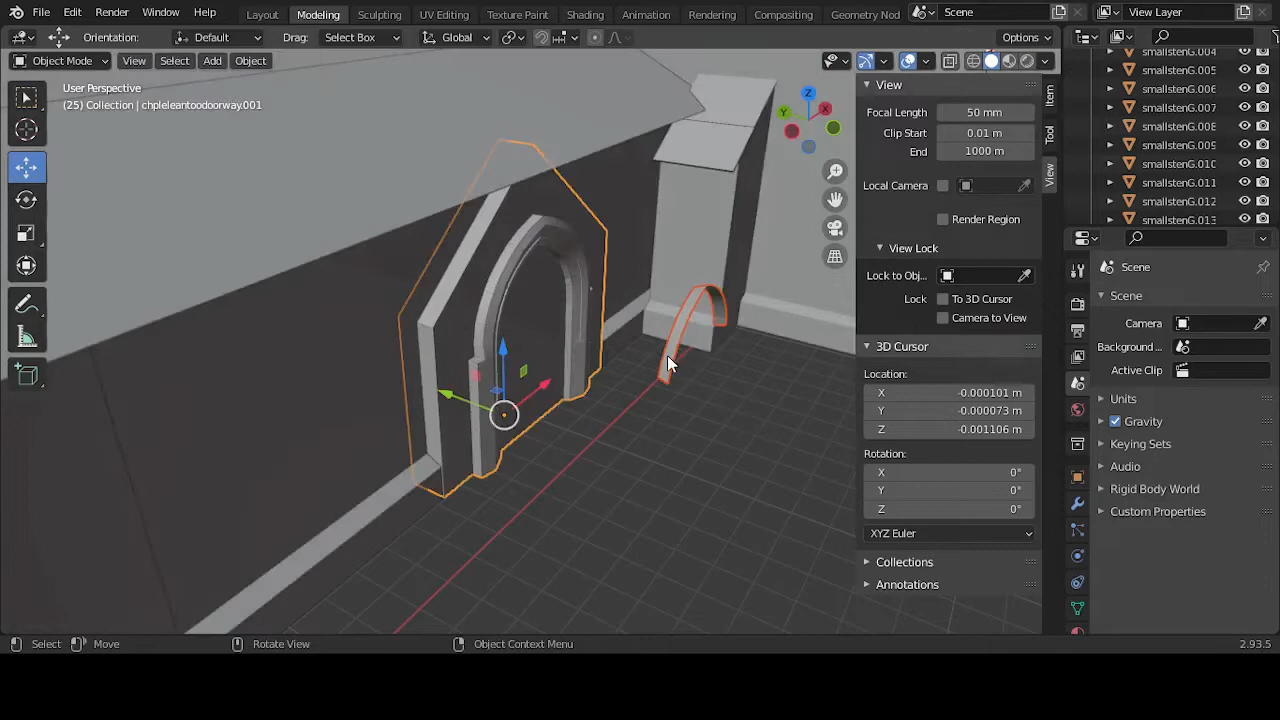 File Edit Render Window Help Layout Modeling Sculpting UV Editing Texture Paint Shading Animation Rendering Compositing Geometry Nod Scene View Layer
Orientation: Default Drag: Select Box Global Options
Object Mode View Select Add Object
User Perspective
(25) Collection | chpleleantoodoorway.001
Z
Y
X
Item
Tool
View
View
Focal Length 50 mm
Clip Start 0.01 m
End 1000 m
Local Camera
Render Region
View Lock
Lock to Obj...
Lock To 3D Cursor
Camera to View
3D Cursor
Location:
X -0.000101 m
Y -0.000073 m
Z -0.001106 m
Rotation:
X 0°
Y 0°
Z 0°
XYZ Euler
Collections
Annotations
smallstenG.004
smallstenG.005
smallstenG.006
smallstenG.007
smallstenG.008
smallstenG.009
smallstenG.010
smallstenG.011
smallstenG.012
smallstenG.013
Scene
Scene
Camera
Background ...
Active Clip
Units
Gravity
Keying Sets
Audio
Rigid Body World
Custom Properties
Select Move Rotate View Object Context Menu 2.93.5